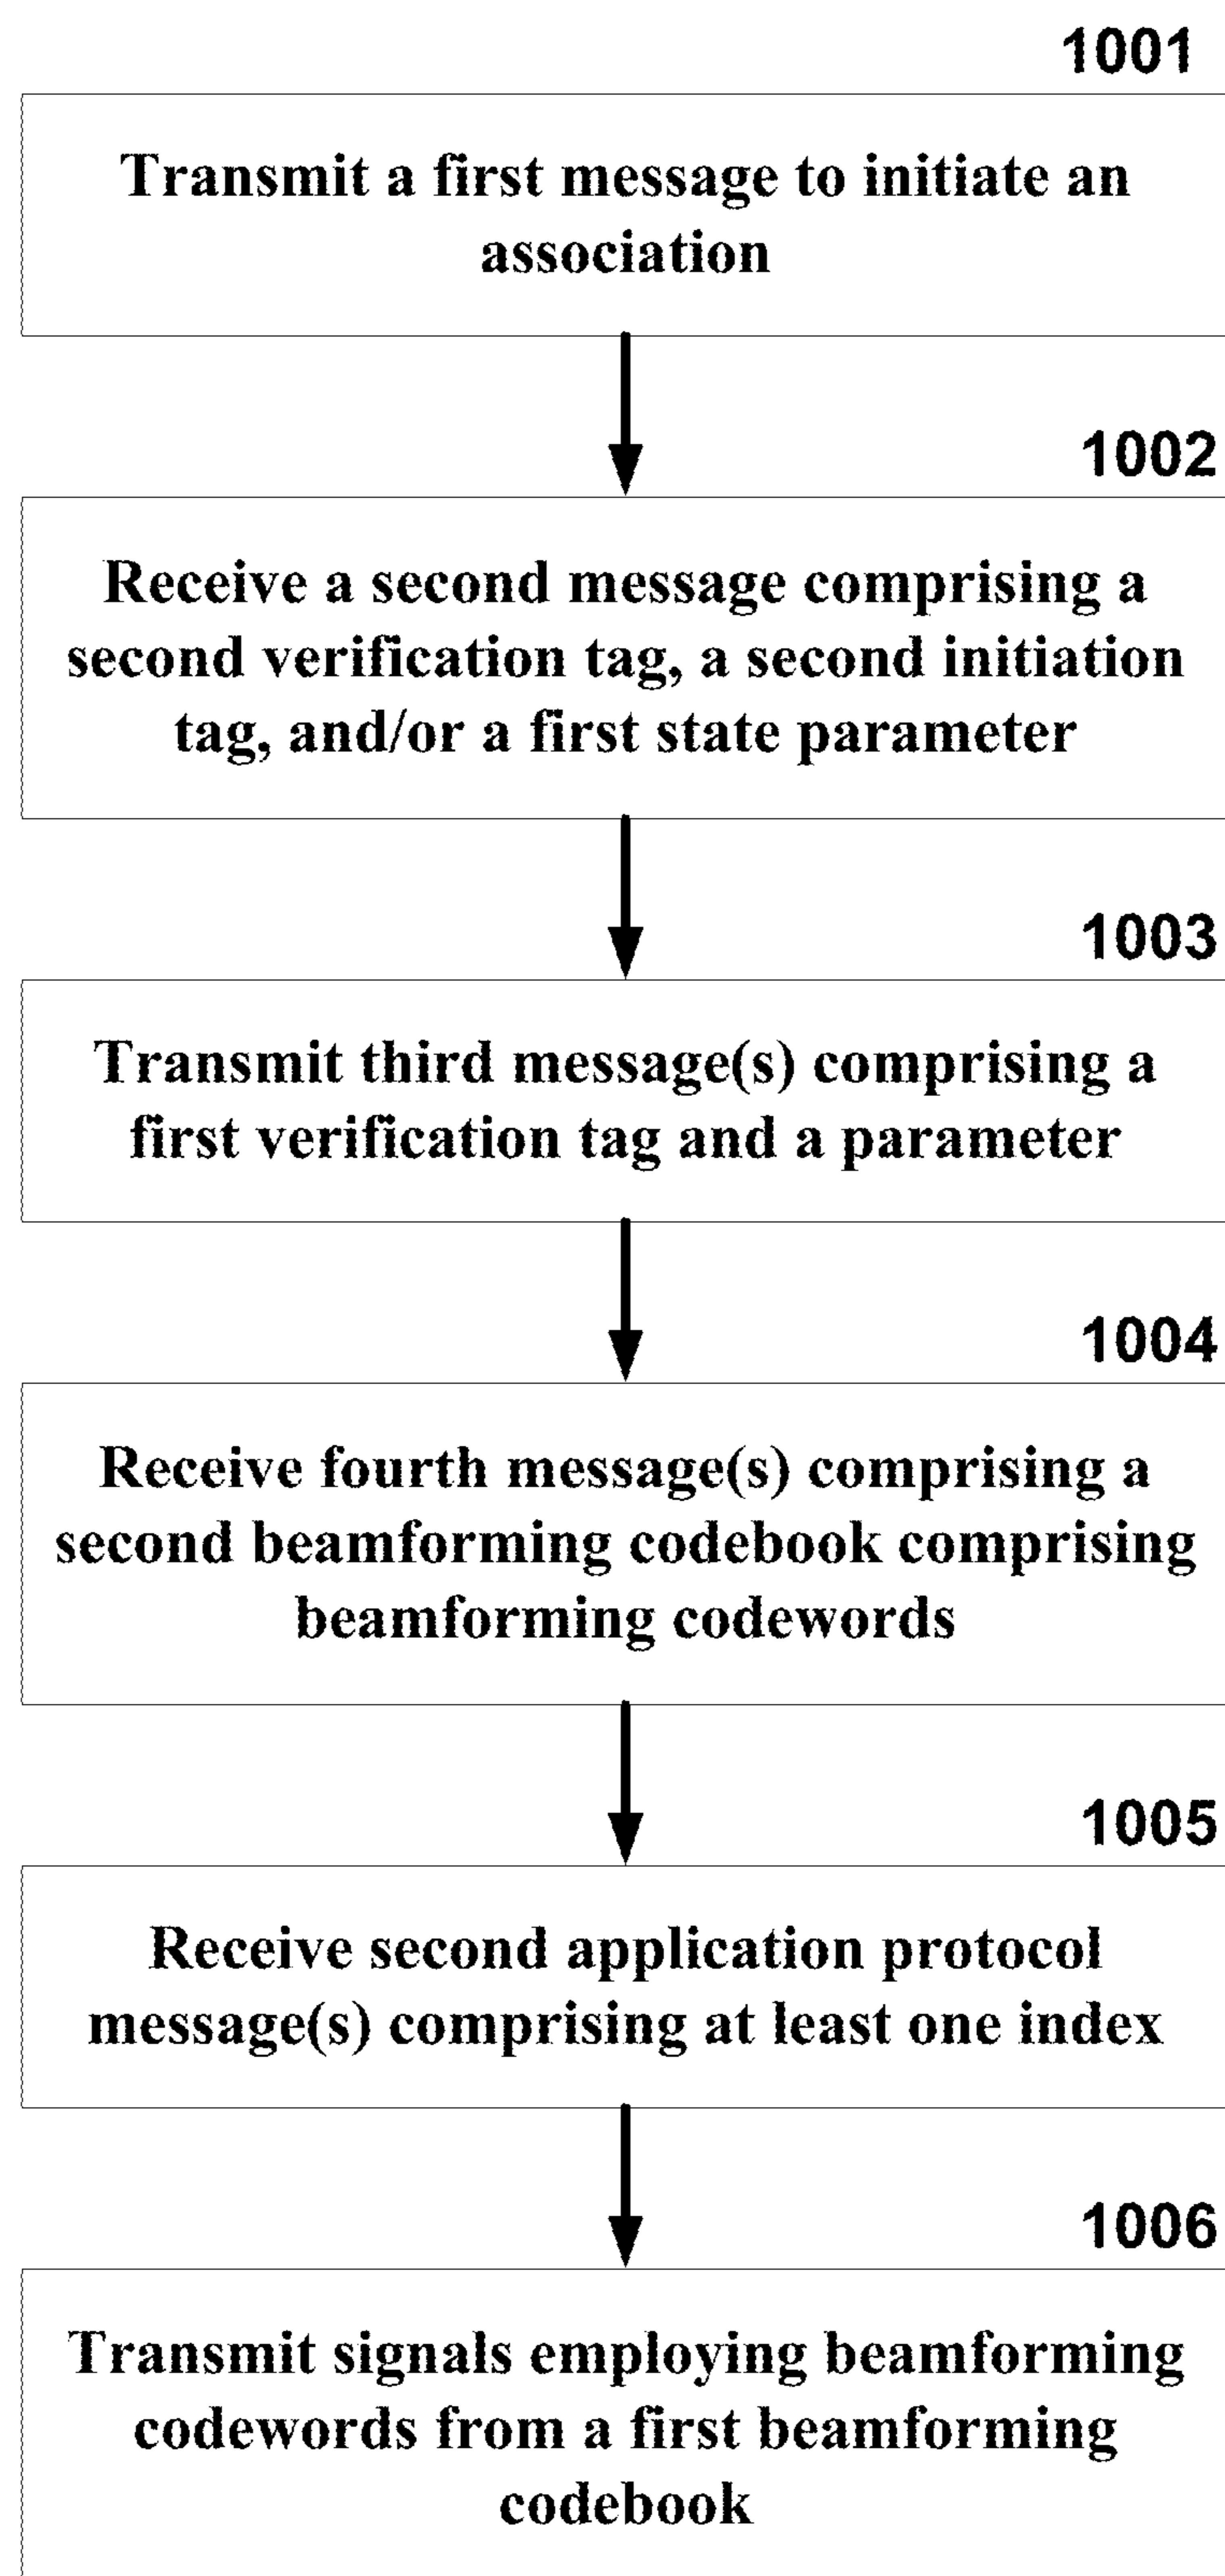 1001
Transmit a first message to initiate an
association
1002
Receive a second message comprising a
second verification tag, a second initiation
tag, and/or a first state parameter
1003
Transmit third message(s) comprising a
first verification tag and a parameter
1004
Receive fourth message(s) comprising a
second beamforming codebook comprising
beamforming codewords
1005
Receive second application protocol
message(s) comprising at least one index
1006
Transmit signals employing beamforming
codewords from a first beamforming
codebook